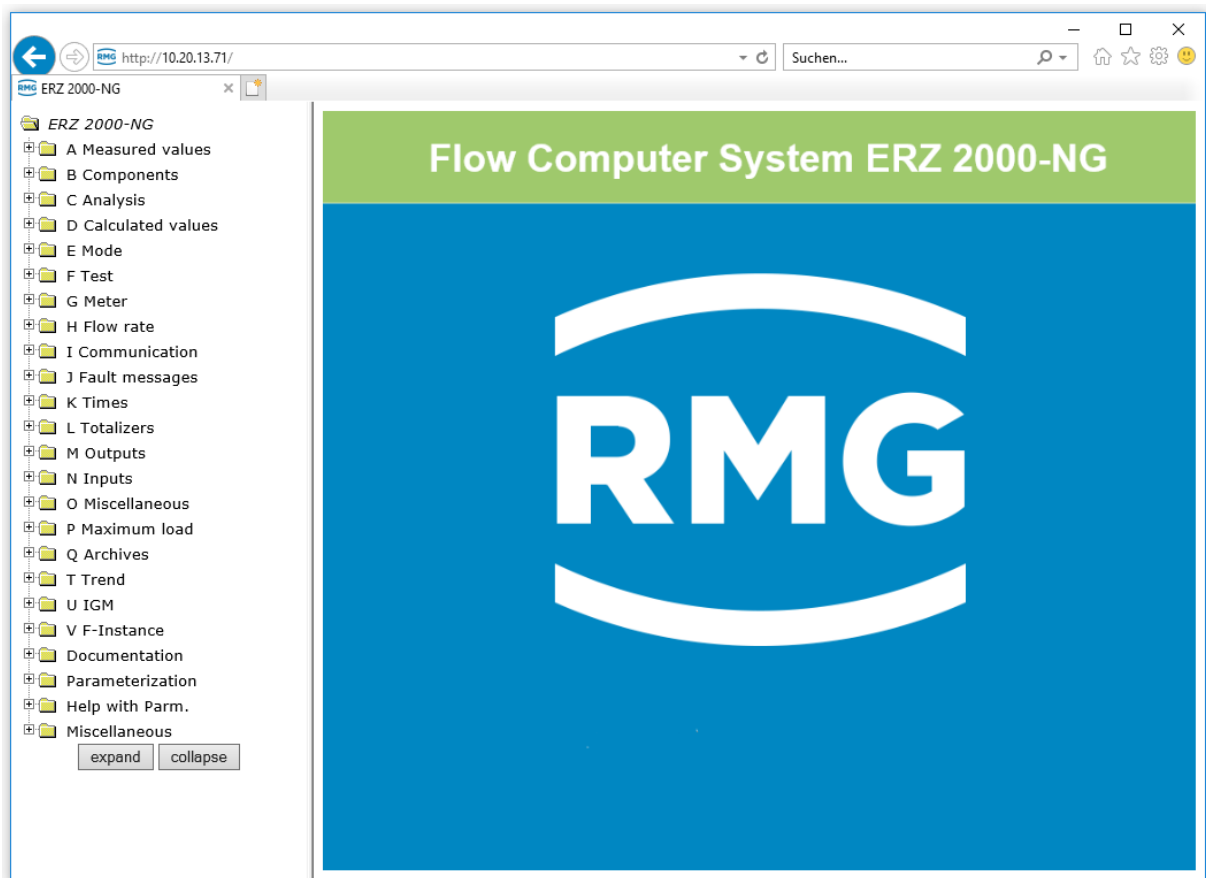 RMG http://10.20.13.71/
Suchen...
RMG ERZ 2000-NG
ERZ 2000-NG
A Measured values
B Components
C Analysis
D Calculated values
E Mode
F Test
G Meter
H Flow rate
I Communication
J Fault messages
K Times
L Totalizers
M Outputs
N Inputs
O Miscellaneous
P Maximum load
Q Archives
T Trend
U IGM
V F-Instance
Documentation
Parameterization
Help with Parm.
Miscellaneous
expand collapse
Flow Computer System ERZ 2000-NG
RMG